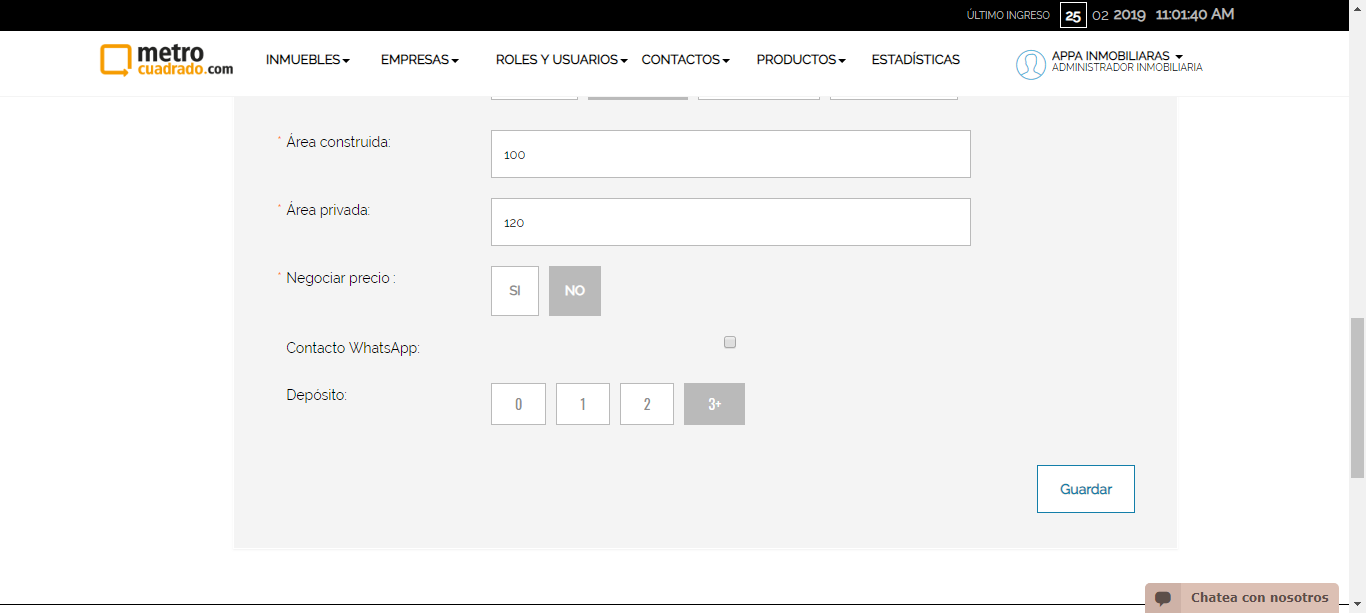 ÚLTIMO INGRESO 25 02 2019 11:01:40 AM
metro
cuadrado.com
INMUEBLES EMPRESAS ROLES Y USUARIOS CONTACTOS PRODUCTOS ESTADÍSTICAS
APPA INMOBILIARAS
ADMINISTRADOR INMOBILIARIA
* Área construida:
100
* Área privada:
120
* Negociar precio :
SI NO
Contacto WhatsApp:
Depósito:
0 1 2 3+
Guardar
Chatea con nosotros